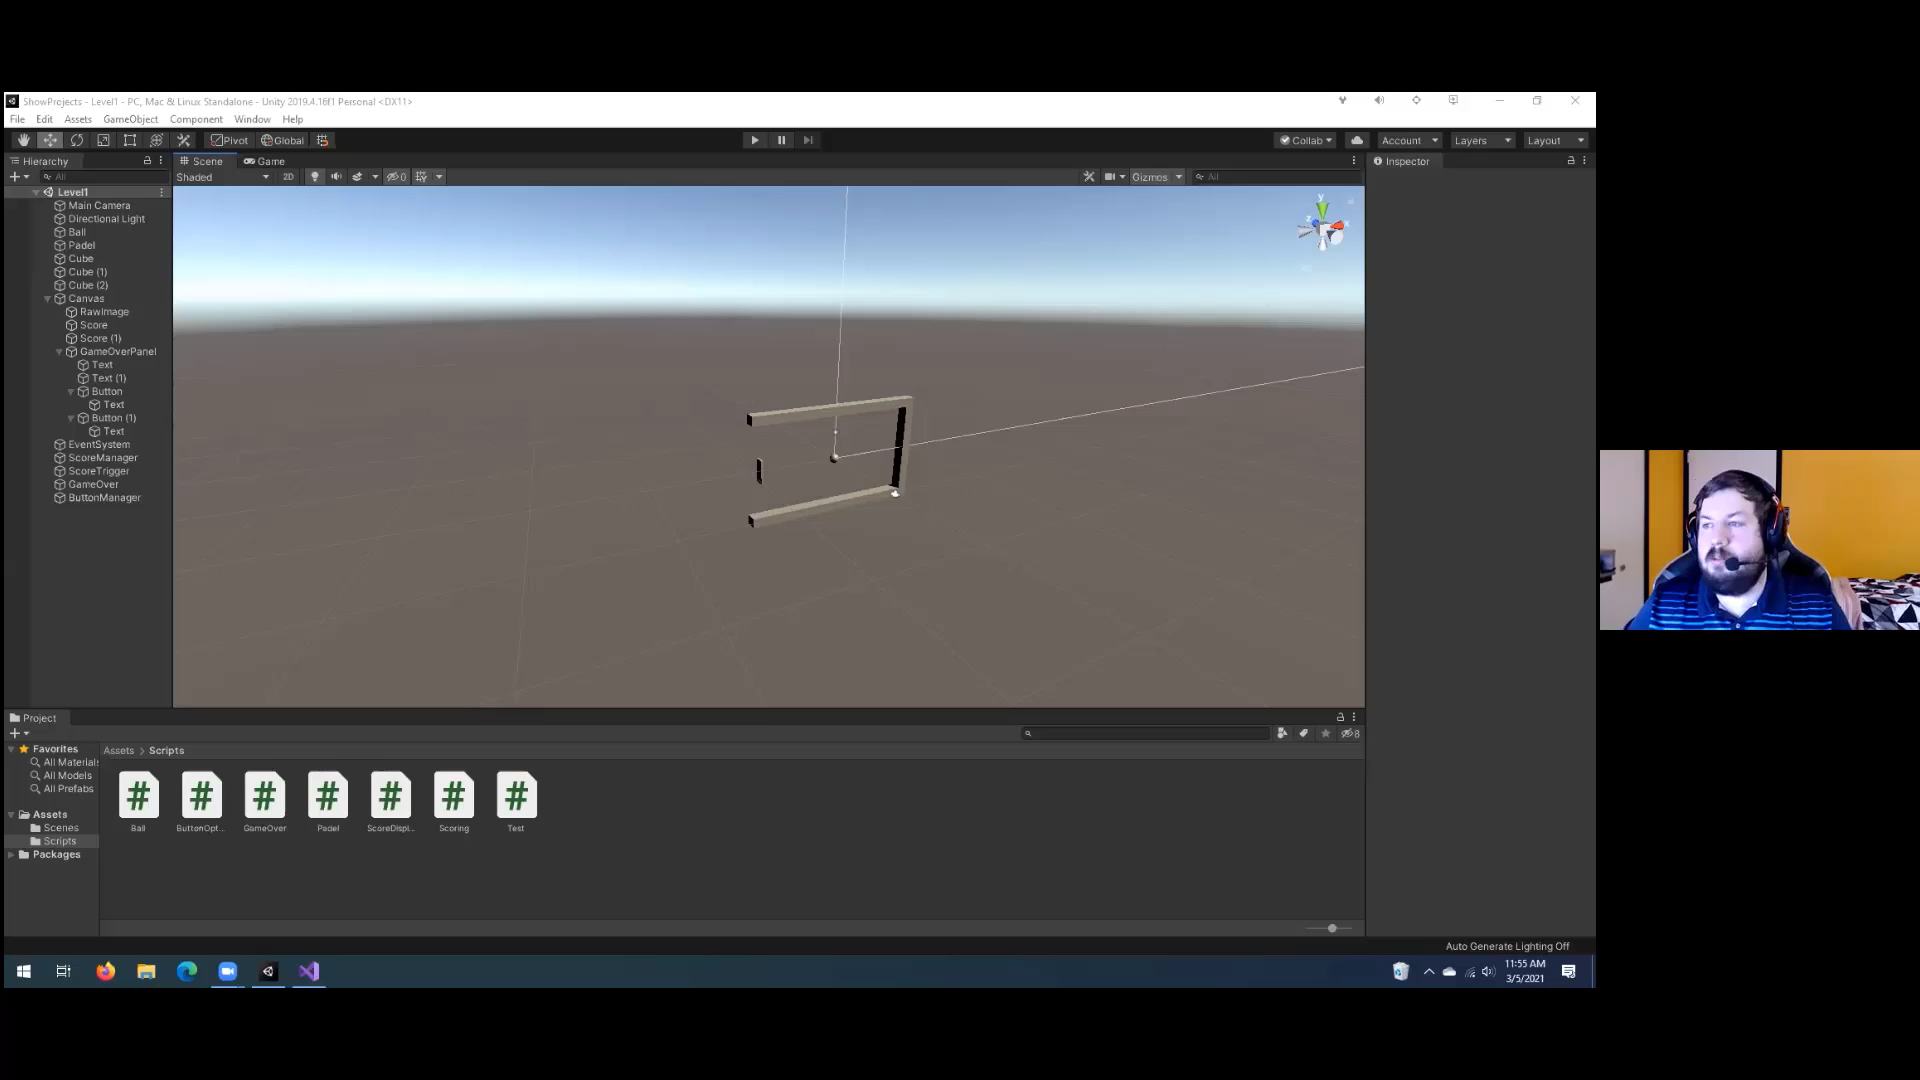 ShowProjects - Level1 - PC, Mac & Linux Standalone - Unity 2019.4.16f1 Personal <DX11>
File Edit Assets GameObject Component Window Help
Pivot Global Collab Account Layers Layout
Hierarchy
All
Scene Game
Shaded 2D 0 Gizmos All
Inspector
Level1
Main Camera
Directional Light
Ball
Padel
Cube
Cube (1)
Cube (2)
Canvas
RawImage
Score
Score (1)
GameOverPanel
Text
Text (1)
Button
Text
Button (1)
Text
EventSystem
ScoreManager
ScoreTrigger
GameOver
ButtonManager
y
x
z
Project
8
Favorites
All Materials
All Models
All Prefabs
Assets
Scenes
Scripts
Packages
Assets > Scripts
Ball ButtonOpt... GameOver Padel ScoreDispl... Scoring Test
Auto Generate Lighting Off
11:55 AM
3/5/2021